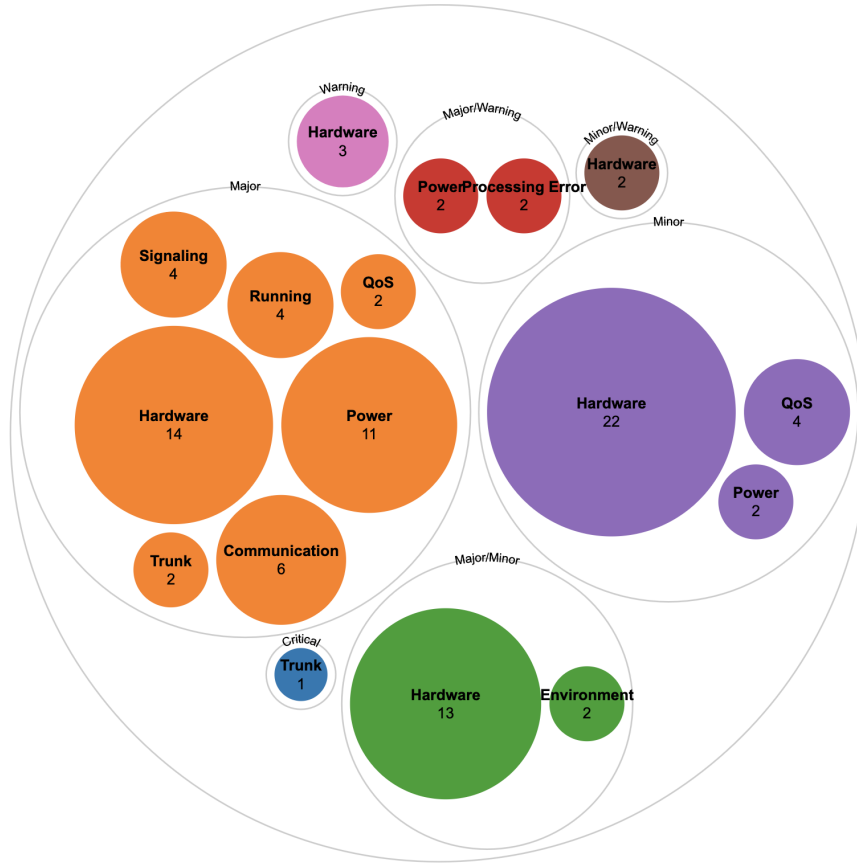 Warning
Hardware
3
Major/Warning
Power
2
Processing Error
2
Minor/Warning
Hardware
2
Major
Signaling
4
Running
4
QoS
2
Hardware
14
Power
11
Trunk
2
Communication
6
Minor
Hardware
22
QoS
4
Power
2
Critical
Trunk
1
Major/Minor
Hardware
13
Environment
2